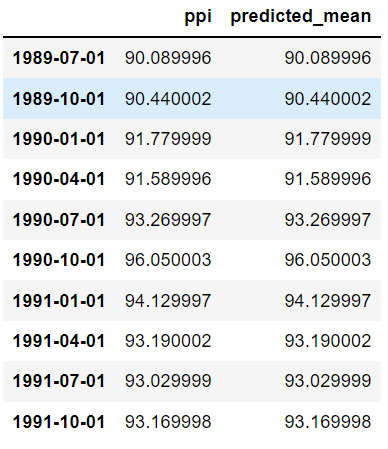 ppi predicted_mean
1989-07-01 90.089996 90.089996
1989-10-01 90.440002 90.440002
1990-01-01 91.779999 91.779999
1990-04-01 91.589996 91.589996
1990-07-01 93.269997 93.269997
1990-10-01 96.050003 96.050003
1991-01-01 94.129997 94.129997
1991-04-01 93.190002 93.190002
1991-07-01 93.029999 93.029999
1991-10-01 93.169998 93.169998